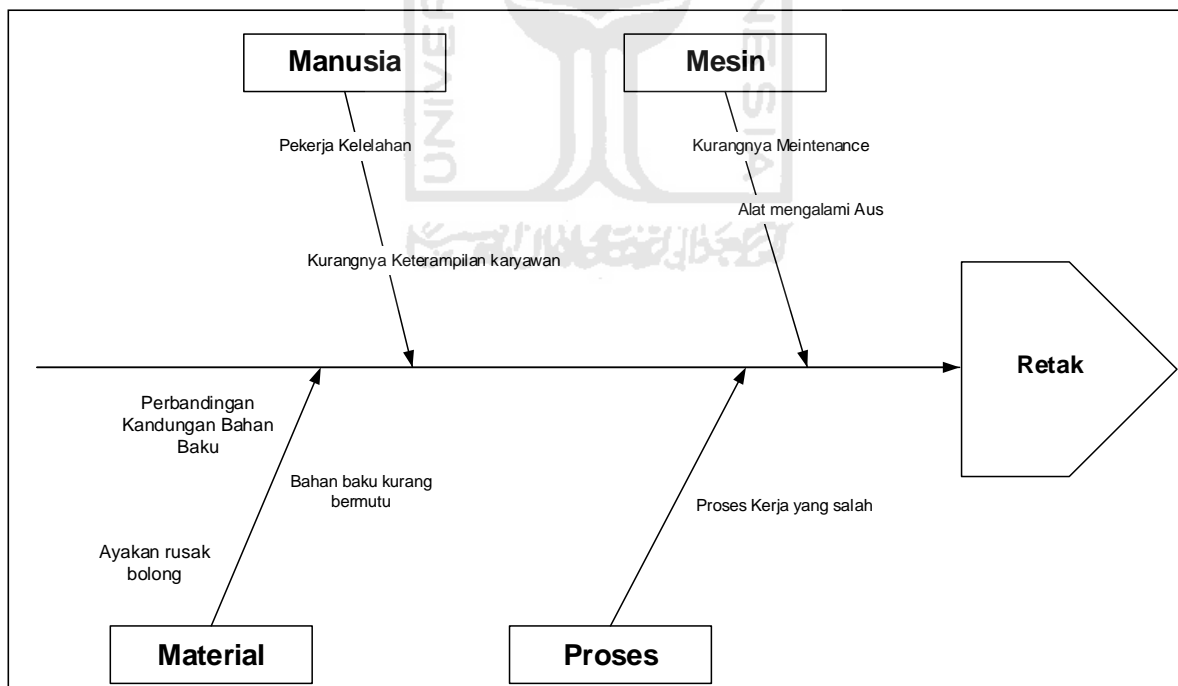 Manusia
Mesin
Pekerja Kelelahan
Kurangnya Meintenance
Alat mengalami Aus
Kurangnya Keterampilan karyawan
Retak
Perbandingan
Kandungan Bahan
Baku
Bahan baku kurang
bermutu
Proses Kerja yang salah
Ayakan rusak
bolong
Material
Proses